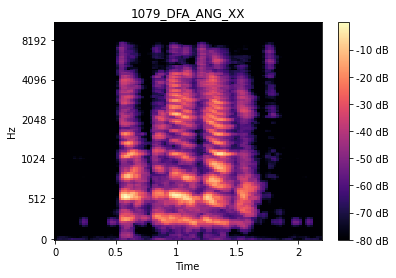 1079_DFA_ANG_XX
8192
4096
2048
1024
512
0
Hz
0
0.5
1
1.5
2
Time
-10 dB
-20 dB
-30 dB
-40 dB
-50 dB
-60 dB
-70 dB
-80 dB